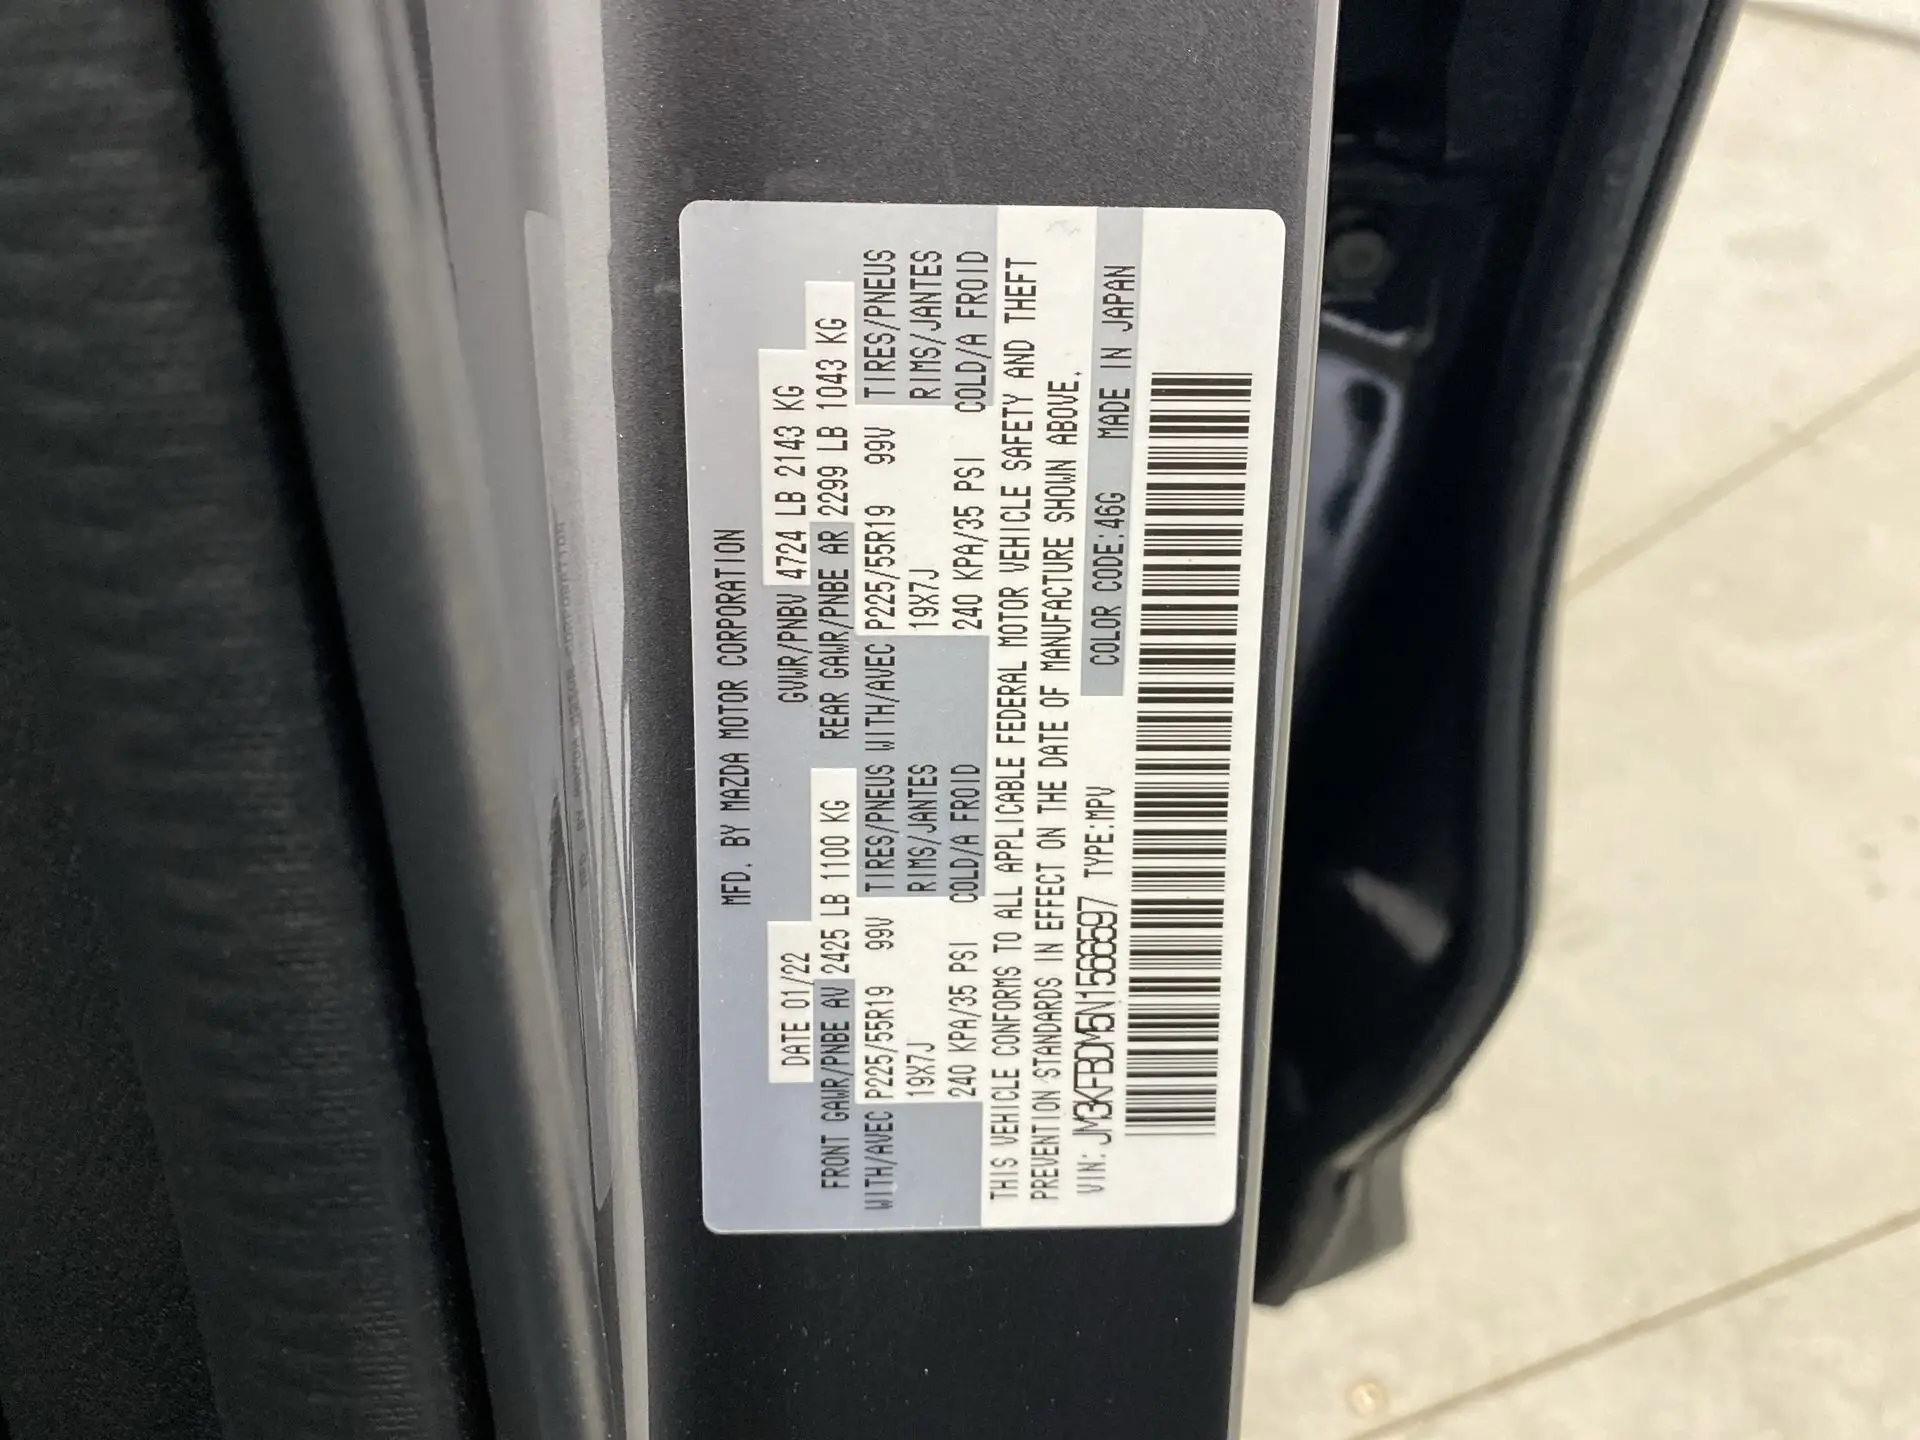 MFD. BY MAZDA MOTOR CORPORATION
DATE 01/22 GVWR/PNBV 4724 LB 2143 KG
FRONT GAWR/PNBE AV 2425 LB 1100 KG REAR GAWR/PNBE AR 2299 LB 1043 KG
WITH/AVEC P225/55R19 99V TIRES/PNEUS WITH/AVEC P225/55R19 99V TIRES/PNEUS
19X7J RIMS/JANTES 19X7J RIMS/JANTES
240 KPA/35 PSI COLD/A FROID 240 KPA/35 PSI COLD/A FROID
THIS VEHICLE CONFORMS TO ALL APPLICABLE FEDERAL MOTOR VEHICLE SAFETY AND THEFT
PREVENTION STANDARDS IN EFFECT ON THE DATE OF MANUFACTURE SHOWN ABOVE.
VIN: JM3KFBDM5N1566597 TYPE:MPV COLOR CODE:46G MADE IN JAPAN